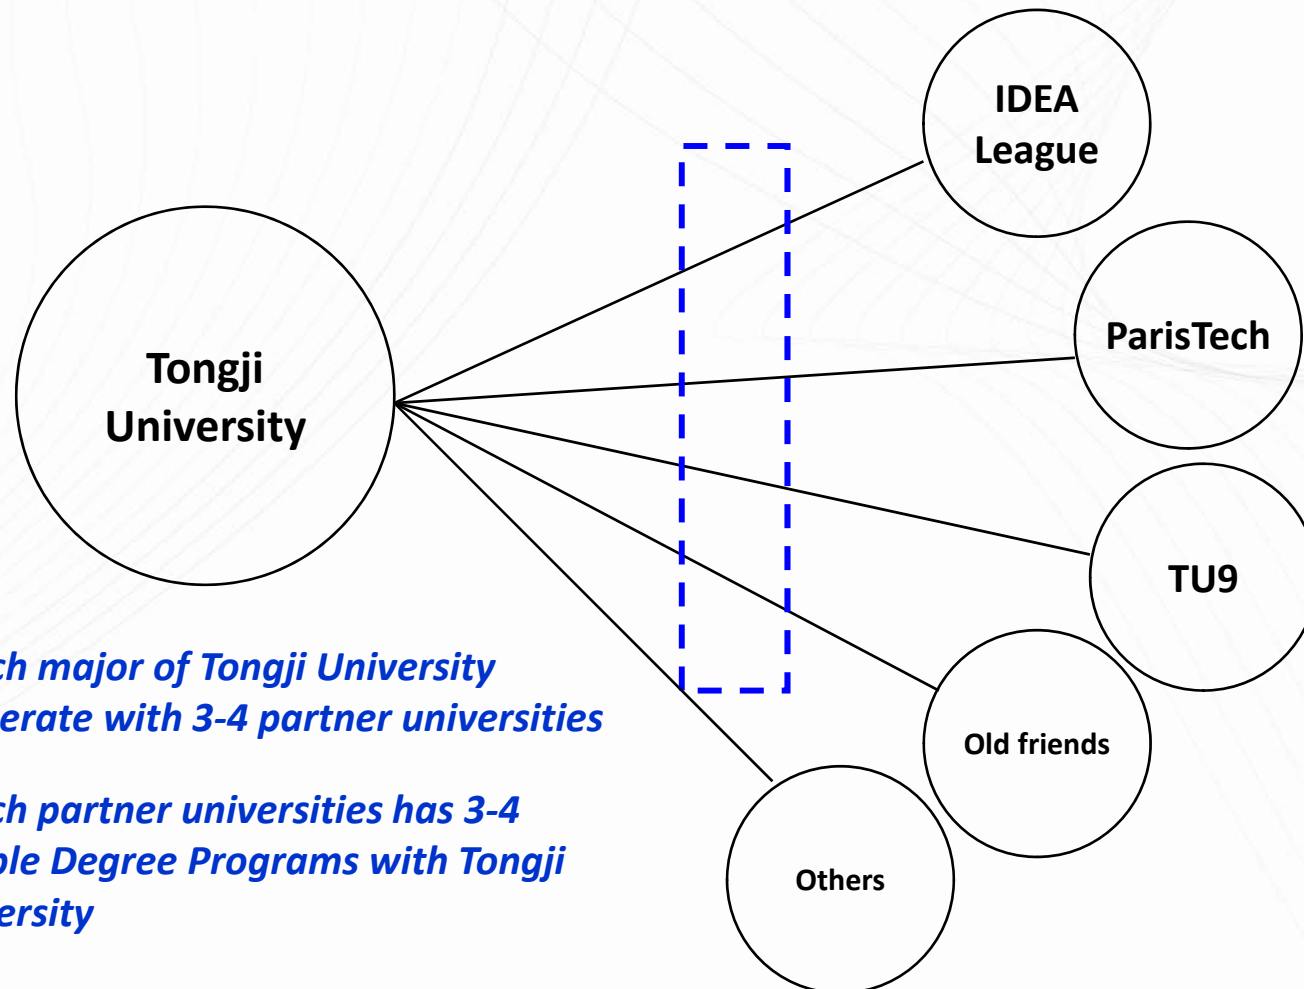 IDEA
League
ParisTech
Tongji
University
TU9
ch major of Tongji University
erate with 3-4 partner universities
Old friends
ch partner universities has 3-4
ple Degree Programs with Tongji
ersity
Others